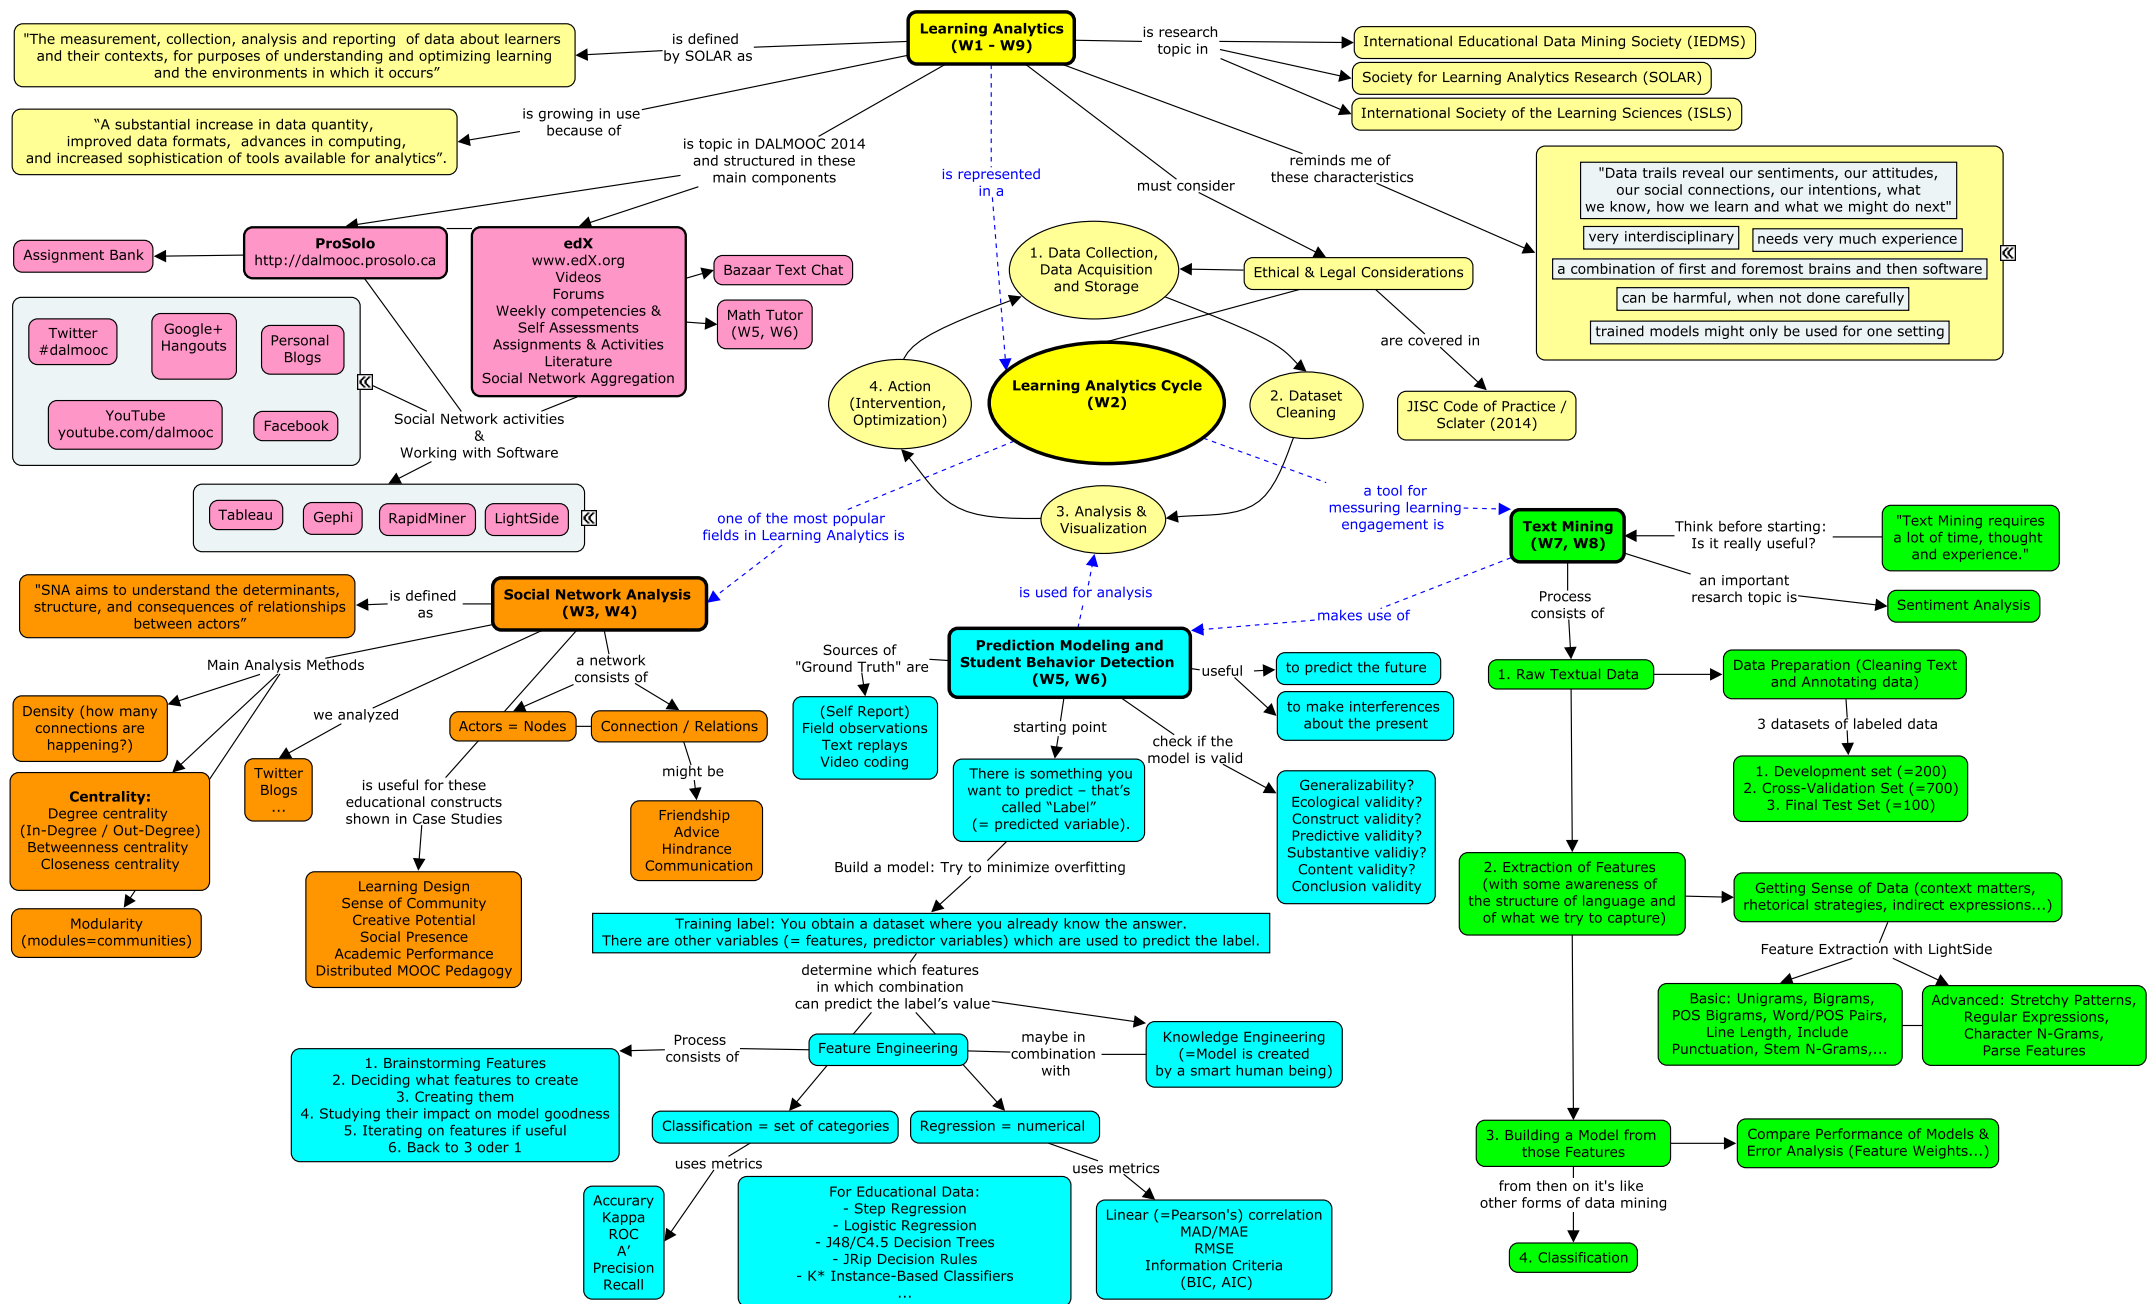 Learning Analytics
(W1 - W9)
is defined
by SOLAR as
"The measurement, collection, analysis and reporting of data about learners
and their contexts, for purposes of understanding and optimizing learning
and the environments in which it occurs”
is growing in use
because of
“A substantial increase in data quantity,
improved data formats, advances in computing,
and increased sophistication of tools available for analytics”.
is research
topic in
International Educational Data Mining Society (IEDMS)
Society for Learning Analytics Research (SOLAR)
International Society of the Learning Sciences (ISLS)
is topic in DALMOOC 2014
and structured in these
main components
is represented
in a
must consider
reminds me of
these characteristics
"Data trails reveal our sentiments, our attitudes,
our social connections, our intentions, what
we know, how we learn and what we might do next"
very interdisciplinary
needs very much experience
a combination of first and foremost brains and then software
can be harmful, when not done carefully
trained models might only be used for one setting
Assignment Bank
ProSolo
http://dalmooc.prosolo.ca
edX
www.edX.org
Videos
Forums
Weekly competencies &
Self Assessments
Assignments & Activities
Literature
Social Network Aggregation
Bazaar Text Chat
Math Tutor
(W5, W6)
Twitter
#dalmooc
Google+
Hangouts
Personal
Blogs
YouTube
youtube.com/dalmooc
Facebook
Social Network activities
&
Working with Software
Tableau
Gephi
RapidMiner
LightSide
1. Data Collection,
Data Acquisition
and Storage
Ethical & Legal Considerations
are covered in
JISC Code of Practice /
Sclater (2014)
Learning Analytics Cycle
(W2)
2. Dataset
Cleaning
3. Analysis &
Visualization
4. Action
(Intervention,
Optimization)
one of the most popular
fields in Learning Analytics is
a tool for
messuring learning
engagement is
is used for analysis
makes use of
Social Network Analysis
(W3, W4)
is defined
as
"SNA aims to understand the determinants,
structure, and consequences of relationships
between actors”
Main Analysis Methods
Density (how many
connections are
happening?)
Centrality:
Degree centrality
(In-Degree / Out-Degree)
Betweenness centrality
Closeness centrality
Modularity
(modules=communities)
we analyzed
Twitter
Blogs
...
a network
consists of
Actors = Nodes
Connection / Relations
might be
Friendship
Advice
Hindrance
Communication
is useful for these
educational constructs
shown in Case Studies
Learning Design
Sense of Community
Creative Potential
Social Presence
Academic Performance
Distributed MOOC Pedagogy
Prediction Modeling and
Student Behavior Detection
(W5, W6)
Sources of
"Ground Truth" are
(Self Report)
Field observations
Text replays
Video coding
useful
to predict the future
to make interferences
about the present
starting point
There is something you
want to predict – that’s
called “Label”
(= predicted variable).
check if the
model is valid
Generalizability?
Ecological validity?
Construct validity?
Predictive validity?
Substantive validiy?
Content validity?
Conclusion validity
Build a model: Try to minimize overfitting
Training label: You obtain a dataset where you already know the answer.
There are other variables (= features, predictor variables) which are used to predict the label.
determine which features
in which combination
can predict the label’s value
Feature Engineering
maybe in
combination
with
Knowledge Engineering
(=Model is created
by a smart human being)
Process
consists of
1. Brainstorming Features
2. Deciding what features to create
3. Creating them
4. Studying their impact on model goodness
5. Iterating on features if useful
6. Back to 3 oder 1
Classification = set of categories
Regression = numerical
uses metrics
Accurary
Kappa
ROC
A’
Precision
Recall
For Educational Data:
- Step Regression
- Logistic Regression
- J48/C4.5 Decision Trees
- JRip Decision Rules
- K* Instance-Based Classifiers
...
uses metrics
Linear (=Pearson's) correlation
MAD/MAE
RMSE
Information Criteria
(BIC, AIC)
Text Mining
(W7, W8)
Think before starting:
Is it really useful?
"Text Mining requires
a lot of time, thought
and experience."
an important
resarch topic is
Sentiment Analysis
Process
consists of
1. Raw Textual Data
Data Preparation (Cleaning Text
and Annotating data)
3 datasets of labeled data
1. Development set (=200)
2. Cross-Validation Set (=700)
3. Final Test Set (=100)
2. Extraction of Features
(with some awareness of
the structure of language and
of what we try to capture)
Getting Sense of Data (context matters,
rhetorical strategies, indirect expressions...)
Feature Extraction with LightSide
Basic: Unigrams, Bigrams,
POS Bigrams, Word/POS Pairs,
Line Length, Include
Punctuation, Stem N-Grams,...
Advanced: Stretchy Patterns,
Regular Expressions,
Character N-Grams,
Parse Features
3. Building a Model from
those Features
Compare Performance of Models &
Error Analysis (Feature Weights...)
from then on it's like
other forms of data mining
4. Classification